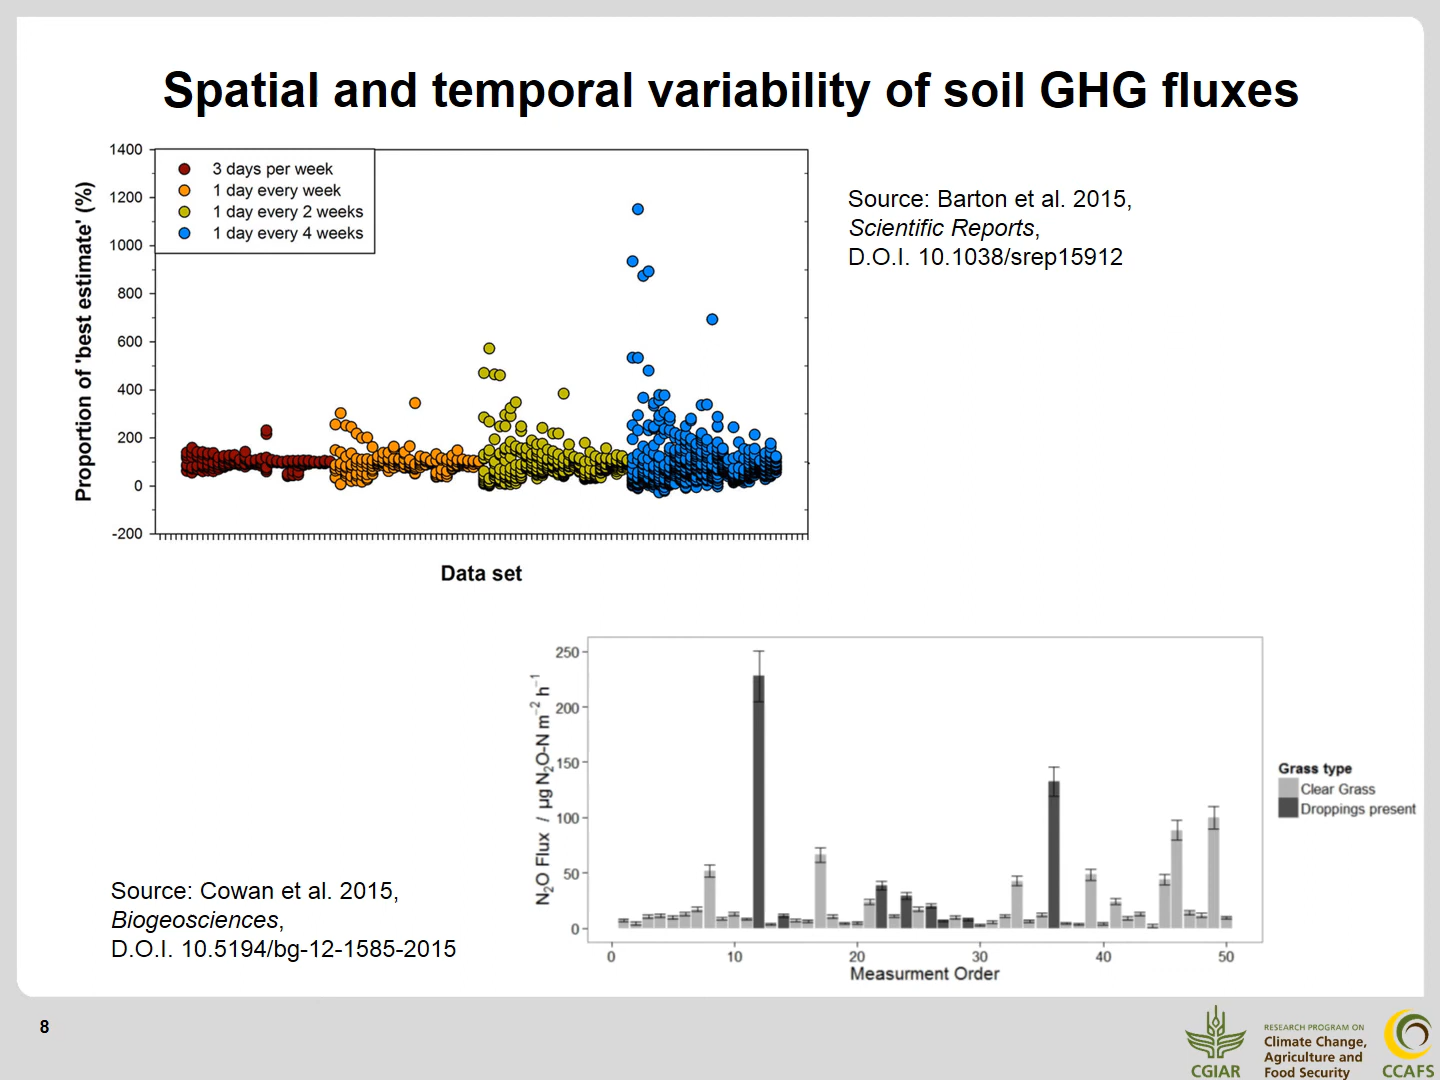 Spatial and temporal variability of soil GHG fluxes
1400
1200
1000
800
600
400
200
0
-200
Proportion of 'best estimate' (%)
3 days per week
1 day every week
1 day every 2 weeks
1 day every 4 weeks
Data set
Source: Barton et al. 2015,
Scientific Reports,
D.O.I. 10.1038/srep15912
250
200
150
100
50
0
N₂O Flux / µg N₂O-N m⁻² h⁻¹
0 10 20 30 40 50
Measurment Order
Grass type
Clear Grass
Droppings present
Source: Cowan et al. 2015,
Biogeosciences,
D.O.I. 10.5194/bg-12-1585-2015
8
CGIAR
RESEARCH PROGRAM ON
Climate Change,
Agriculture and
Food Security
CCAFS